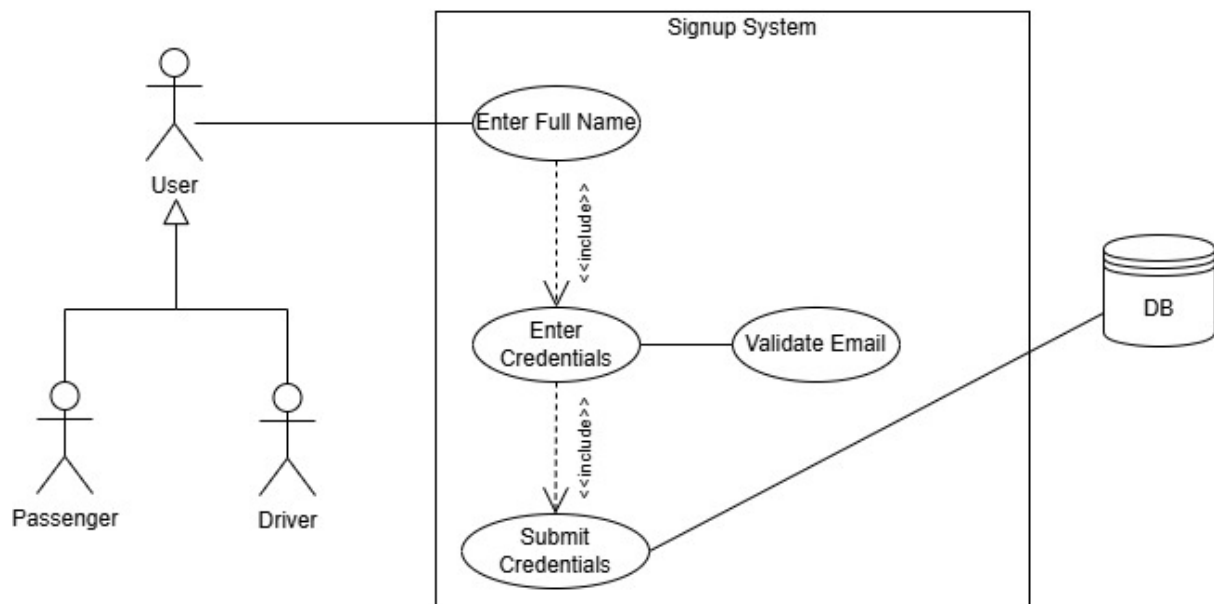 Signup System
Enter Full Name
User
<<include>>
DB
Enter
Credentials
Validate Email
<<include>>
Passenger
Driver
Submit
Credentials